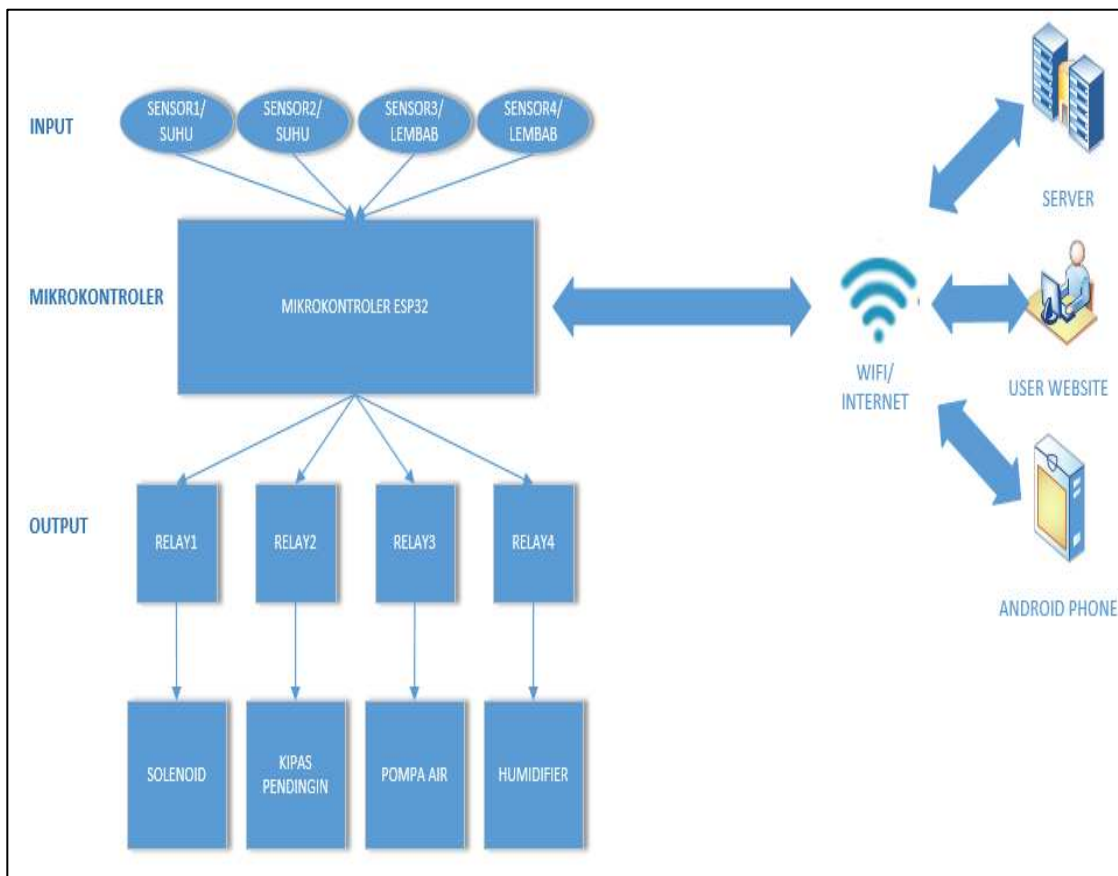 INPUT
SENSOR1/
SUHU
SENSOR2/
SUHU
SENSOR3/
LEMBAB
SENSOR4/
LEMBAB
MIKROKONTROLER
MIKROKONTROLER ESP32
WIFI/
INTERNET
SERVER
USER WEBSITE
ANDROID PHONE
OUTPUT
RELAY1
RELAY2
RELAY3
RELAY4
SOLENOID
KIPAS
PENDINGIN
POMPA AIR
HUMIDIFIER